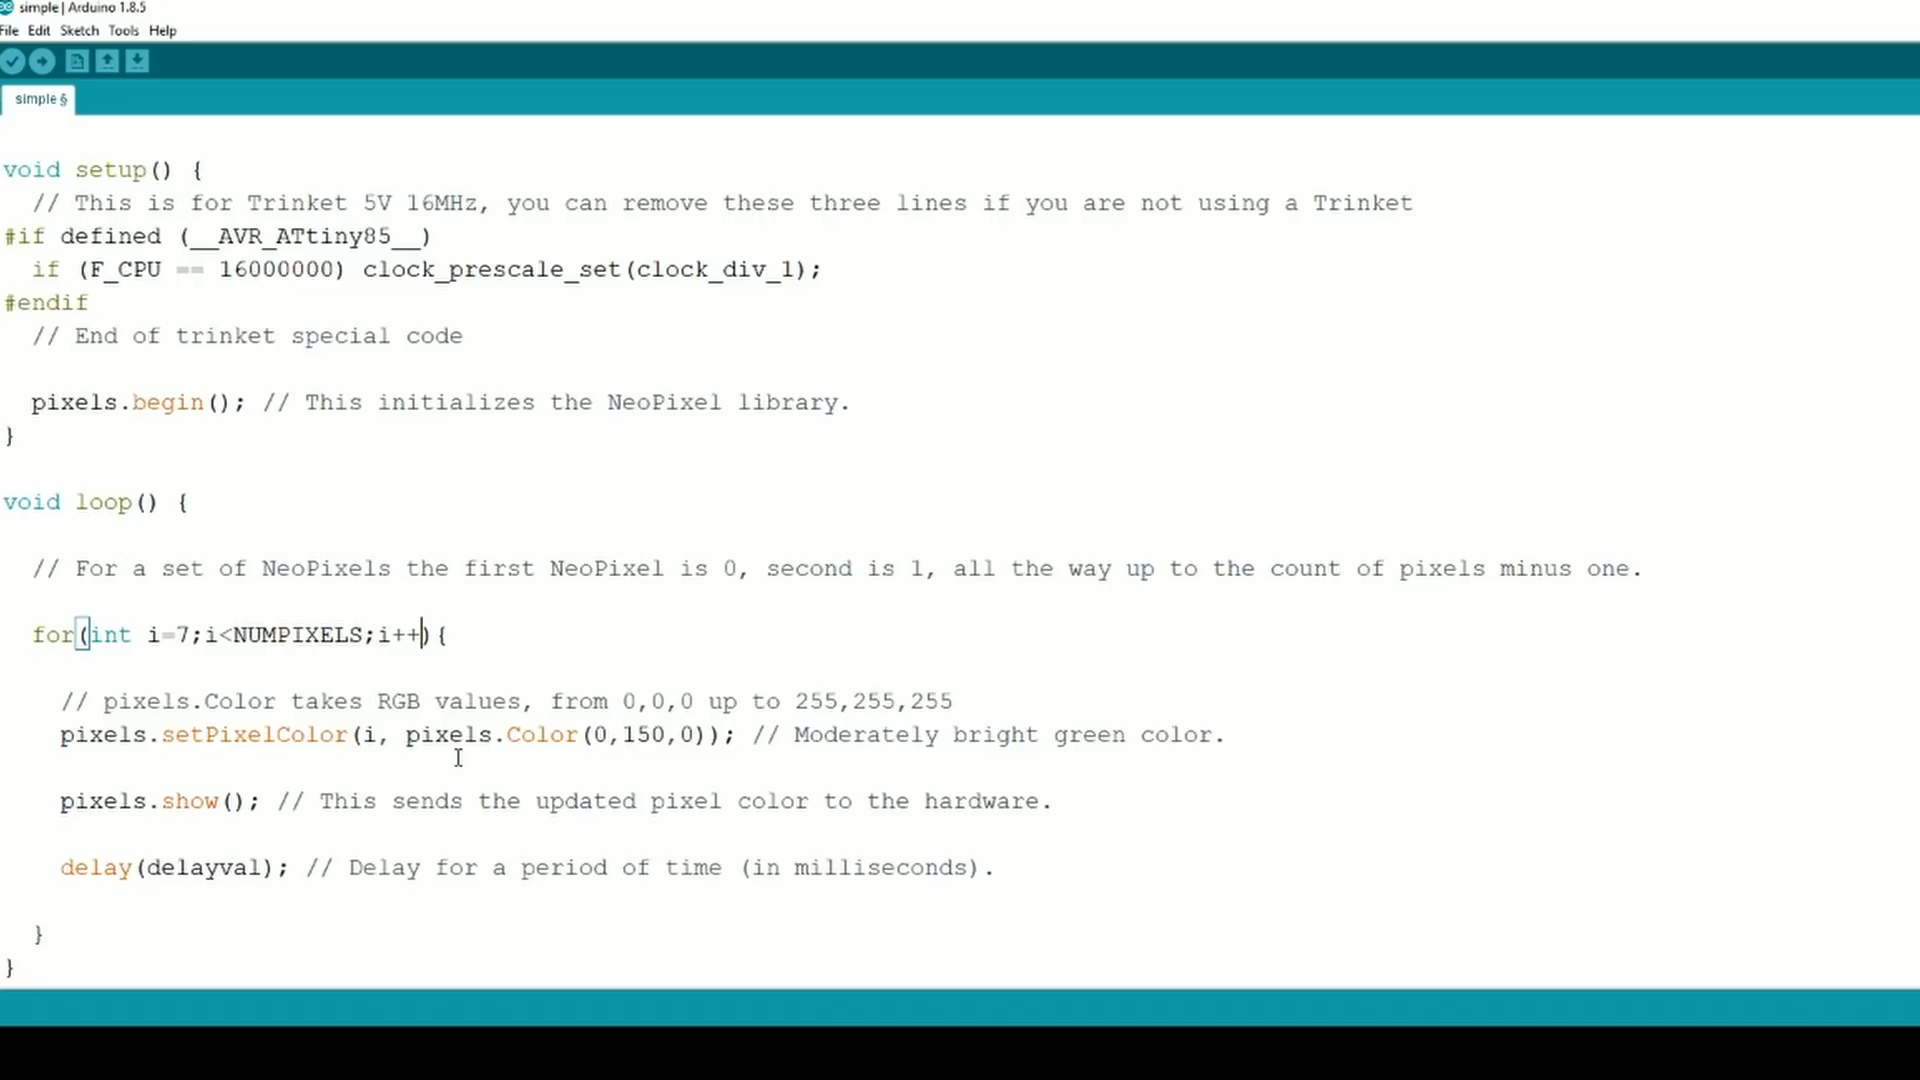 simple | Arduino 1.8.5
File Edit Sketch Tools Help
simple §
void setup() {
  // This is for Trinket 5V 16MHz, you can remove these three lines if you are not using a Trinket
#if defined (__AVR_ATtiny85__)
  if (F_CPU == 16000000) clock_prescale_set(clock_div_1);
#endif
  // End of trinket special code
  pixels.begin(); // This initializes the NeoPixel library.
}
void loop() {
  // For a set of NeoPixels the first NeoPixel is 0, second is 1, all the way up to the count of pixels minus one.
  for(int i=7;i<NUMPIXELS;i++){
    // pixels.Color takes RGB values, from 0,0,0 up to 255,255,255
    pixels.setPixelColor(i, pixels.Color(0,150,0)); // Moderately bright green color.
    pixels.show(); // This sends the updated pixel color to the hardware.
    delay(delayval); // Delay for a period of time (in milliseconds).
  }
}